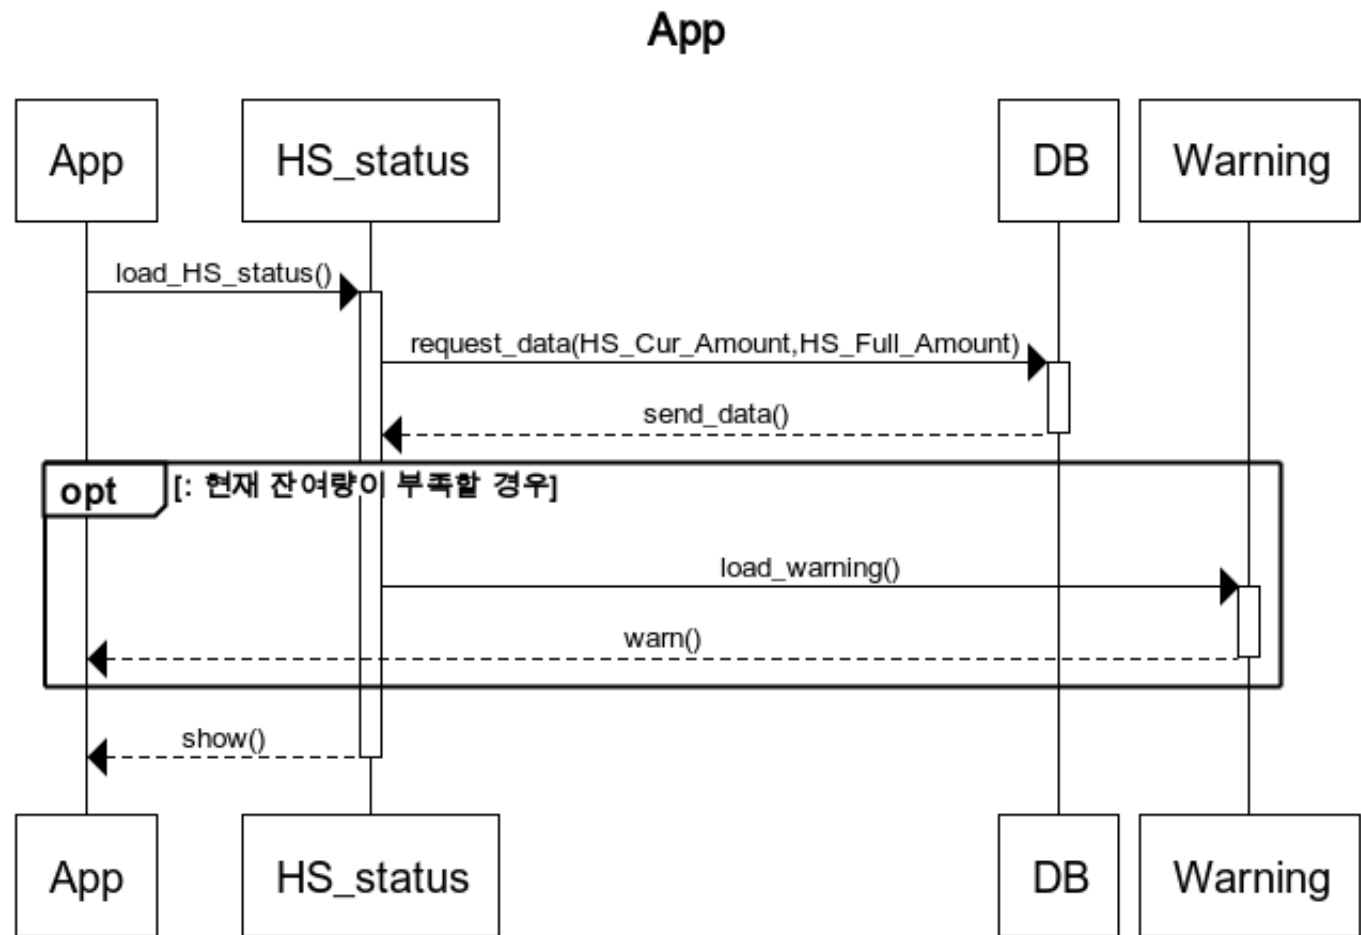 App
App
HS_status
DB
Warning
load_HS_status()
request_data(HS_Cur_Amount,HS_Full_Amount)
send_data()
opt
[: 현재 잔여량이 부족할 경우]
load_warning()
warn()
show()
App
HS_status
DB
Warning